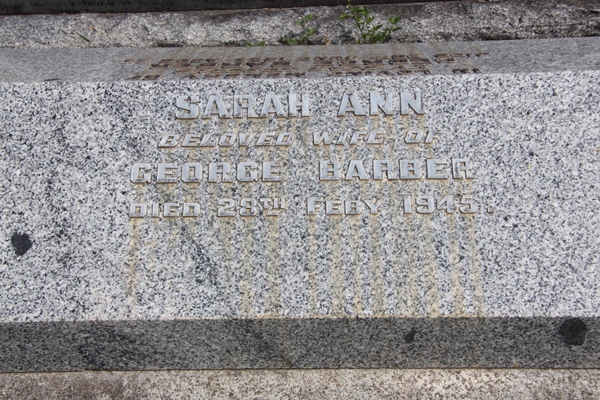 SARAH ANN
BELOVED WIFE OF
GEORGE BARBER
DIED 28TH FEBY. 1945.